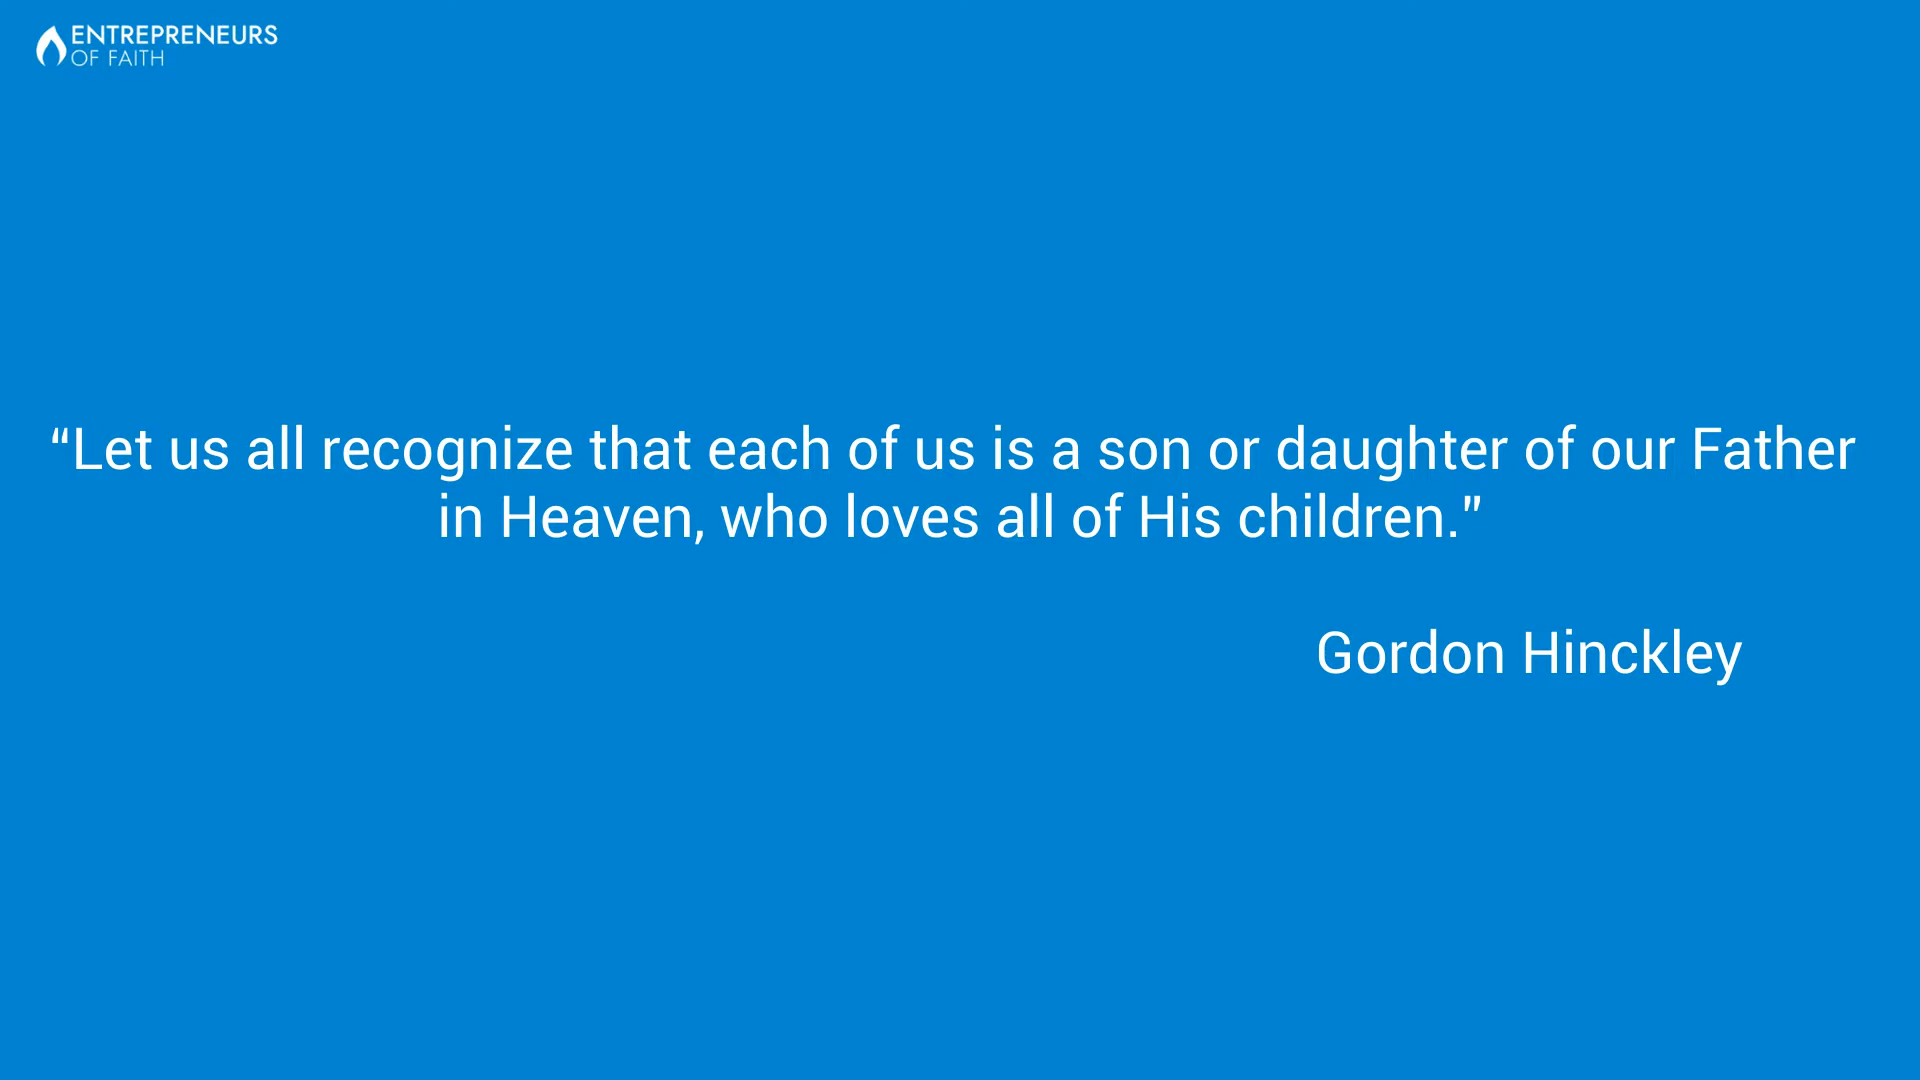 ENTREPRENEURS
OF FAITH
“Let us all recognize that each of us is a son or daughter of our Father
in Heaven, who loves all of His children.”
Gordon Hinckley